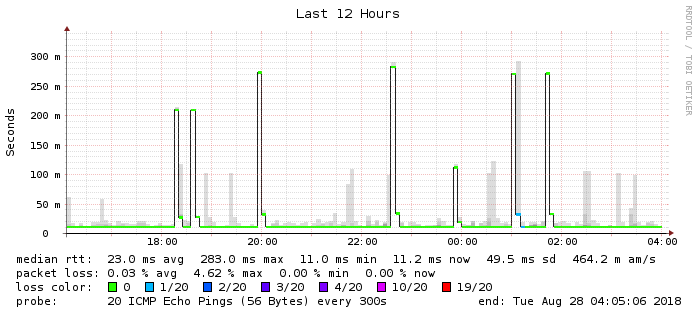 Last 12 Hours
RRDTOOL / TOBI OETIKER
Seconds
300 m
250 m
200 m
150 m
100 m
50 m
0
18:00 20:00 22:00 00:00 02:00 04:00
median rtt: 23.0 ms avg 283.0 ms max 11.0 ms min 11.2 ms now 49.5 ms sd 464.2 m am/s
packet loss: 0.03 % avg 4.62 % max 0.00 % min 0.00 % now
loss color: 0 1/20 2/20 3/20 4/20 10/20 19/20
probe: 20 ICMP Echo Pings (56 Bytes) every 300s end: Tue Aug 28 04:05:06 2018